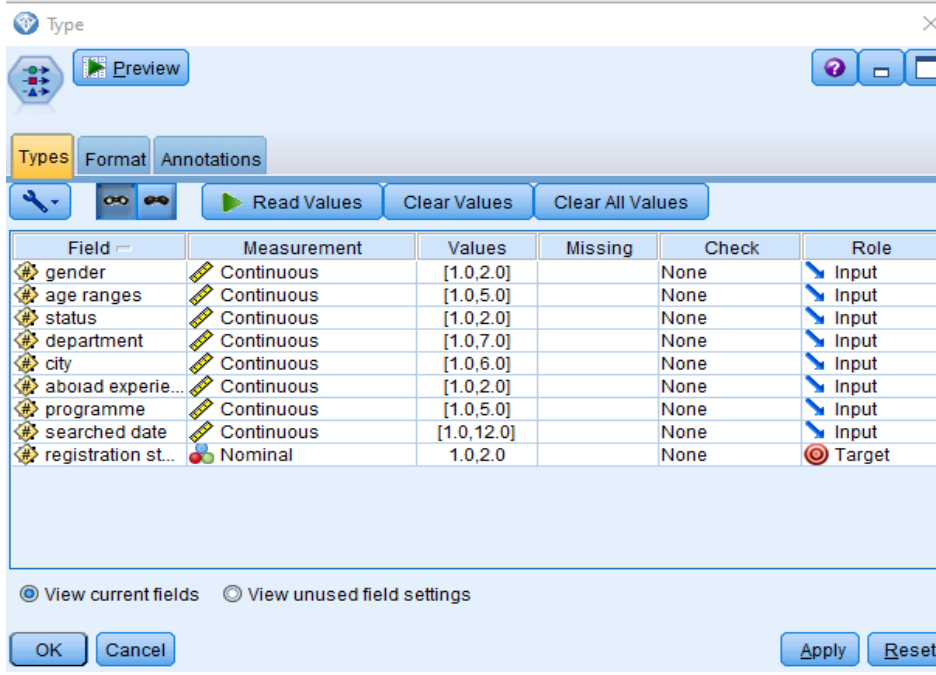 Type
Preview
Types Format Annotations
Read Values Clear Values Clear All Values
Field Measurement Values Missing Check Role
gender Continuous [1.0,2.0] None Input
age ranges Continuous [1.0,5.0] None Input
status Continuous [1.0,2.0] None Input
department Continuous [1.0,7.0] None Input
city Continuous [1.0,6.0] None Input
aboıad experie... Continuous [1.0,2.0] None Input
programme Continuous [1.0,5.0] None Input
searched date Continuous [1.0,12.0] None Input
registration st... Nominal 1.0,2.0 None Target
View current fields View unused field settings
OK Cancel Apply Reset